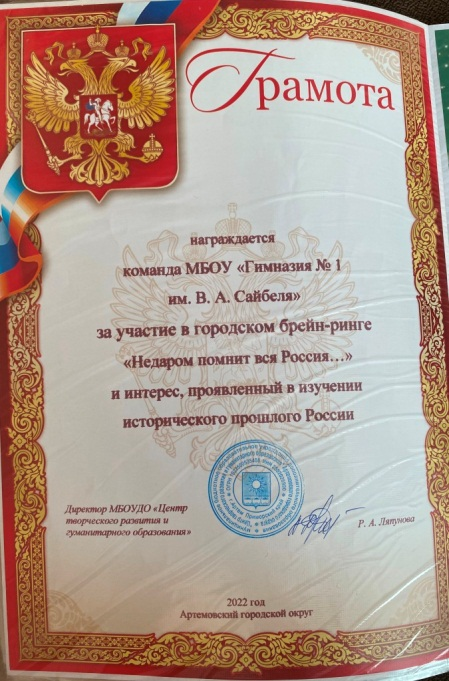 Грамота
награждается
команда МБОУ «Гимназия № 1
им. В. А. Сайбеля»
за участие в городском брейн-ринге
«Недаром помнит вся Россия…»
и интерес, проявленный в изучении
исторического прошлого России
Директор МБОУДО «Центр
творческого развития и
гуманитарного образования»
Р. А. Ляпунова
2022 год
Артемовский городской округ